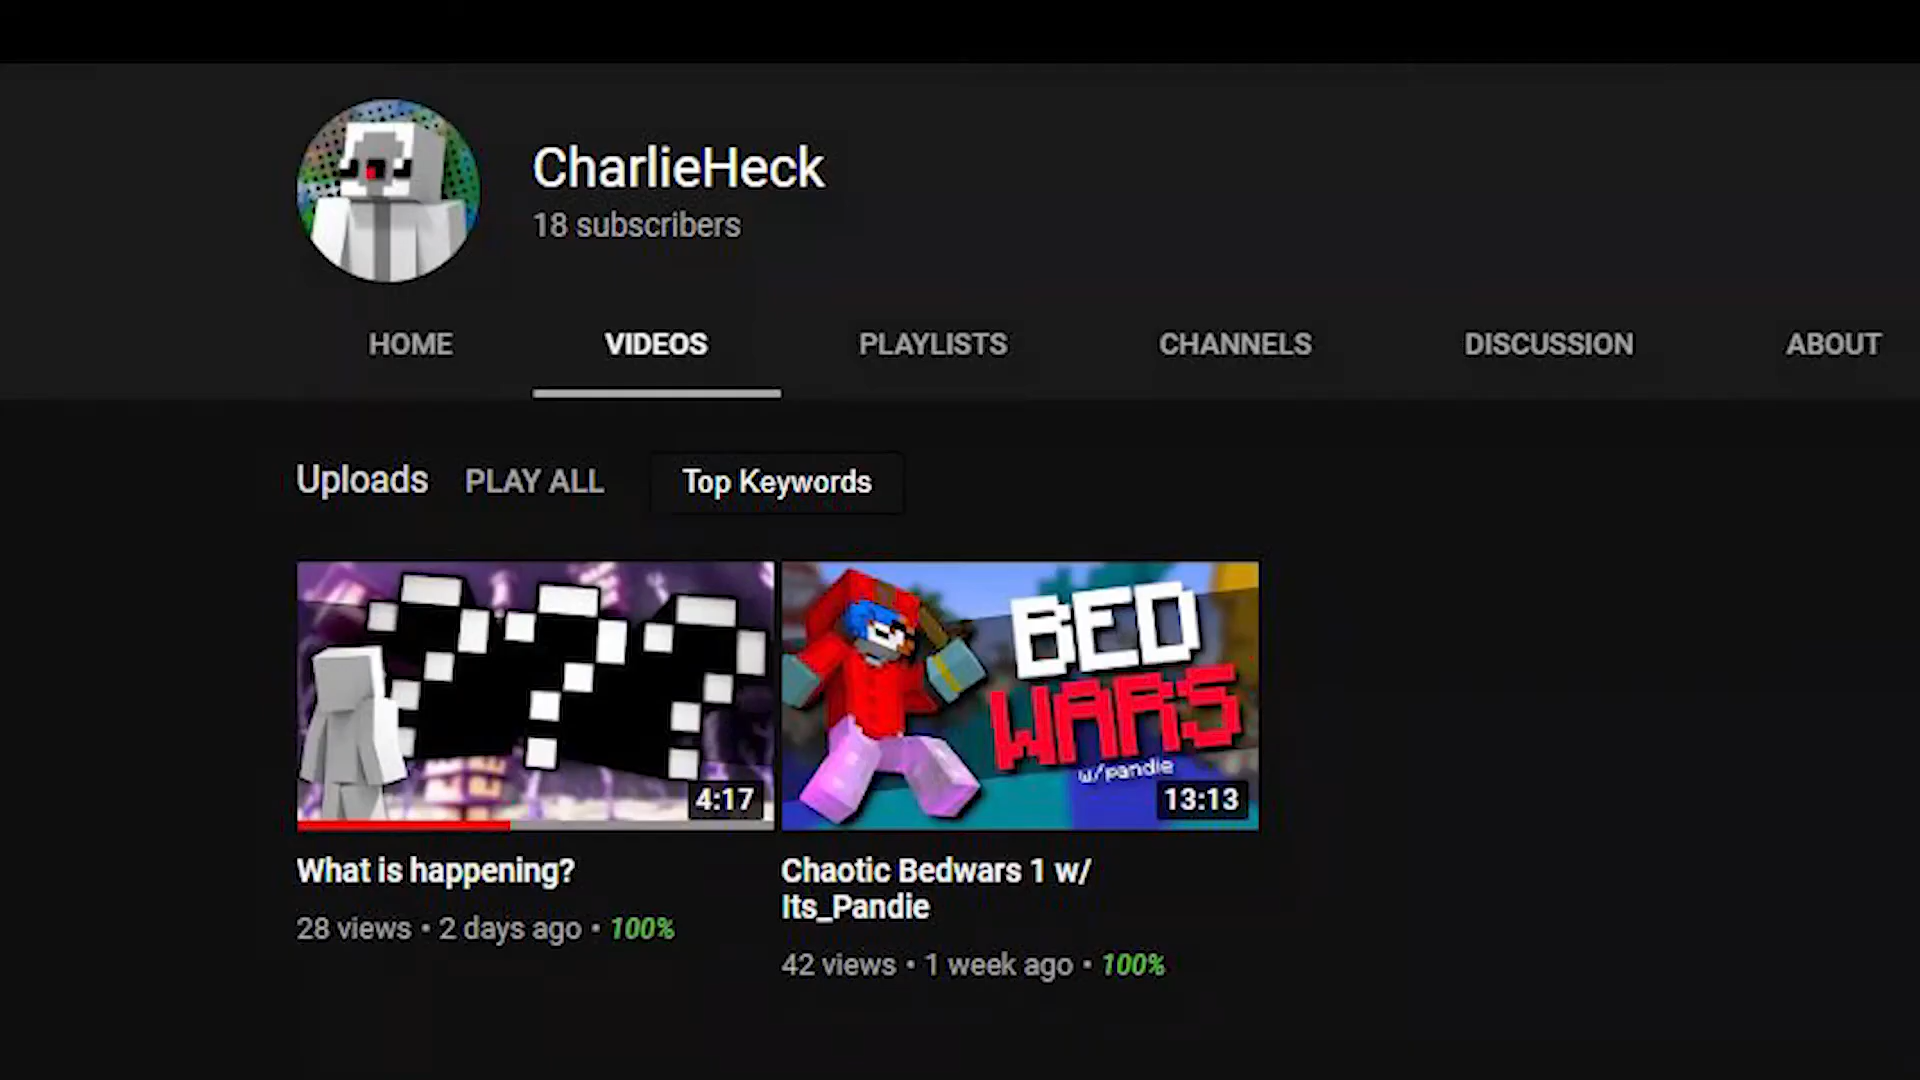 CharlieHeck
18 subscribers
HOME VIDEOS PLAYLISTS CHANNELS DISCUSSION ABOUT
Uploads PLAY ALL Top Keywords
???
4:17
BED
WARS
w/pandie
13:13
What is happening?
28 views • 2 days ago • 100%
Chaotic Bedwars 1 w/
Its_Pandie
42 views • 1 week ago • 100%